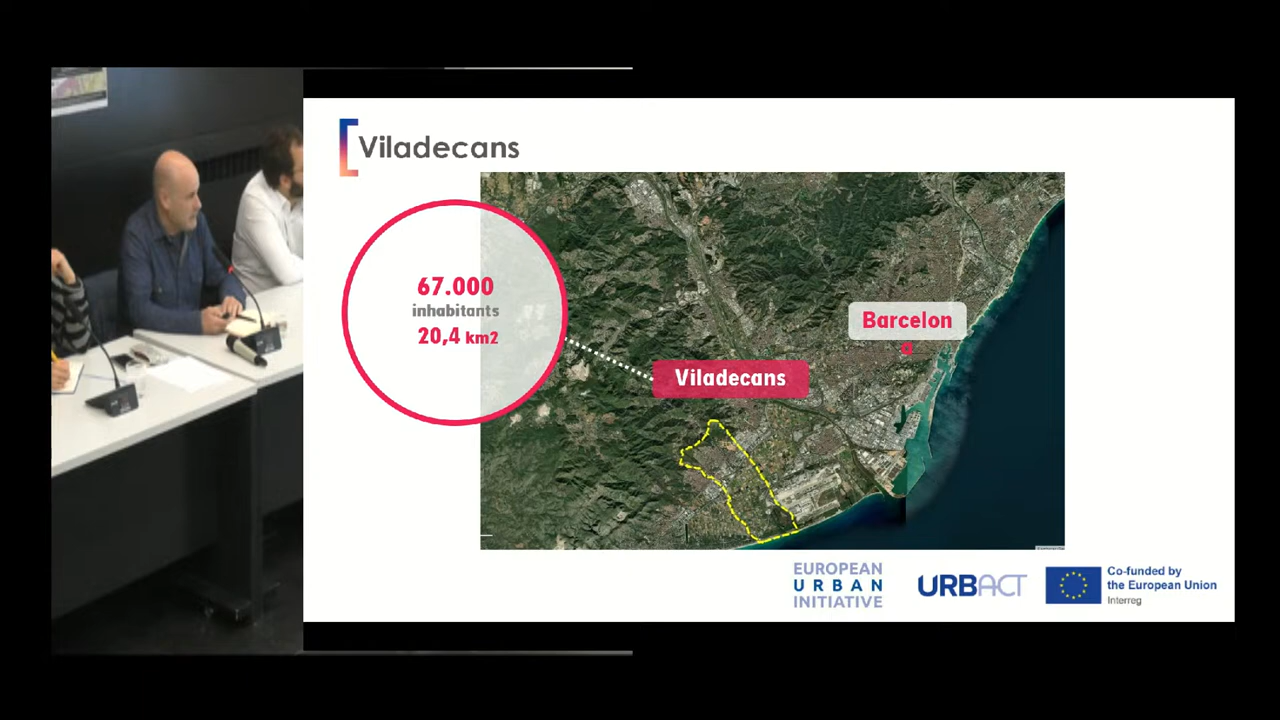 Viladecans
67.000
inhabitants
20,4 km2
Barcelon
a
Viladecans
EUROPEAN
URBAN
INITIATIVE
URBACT
Co-funded by
the European Union
Interreg